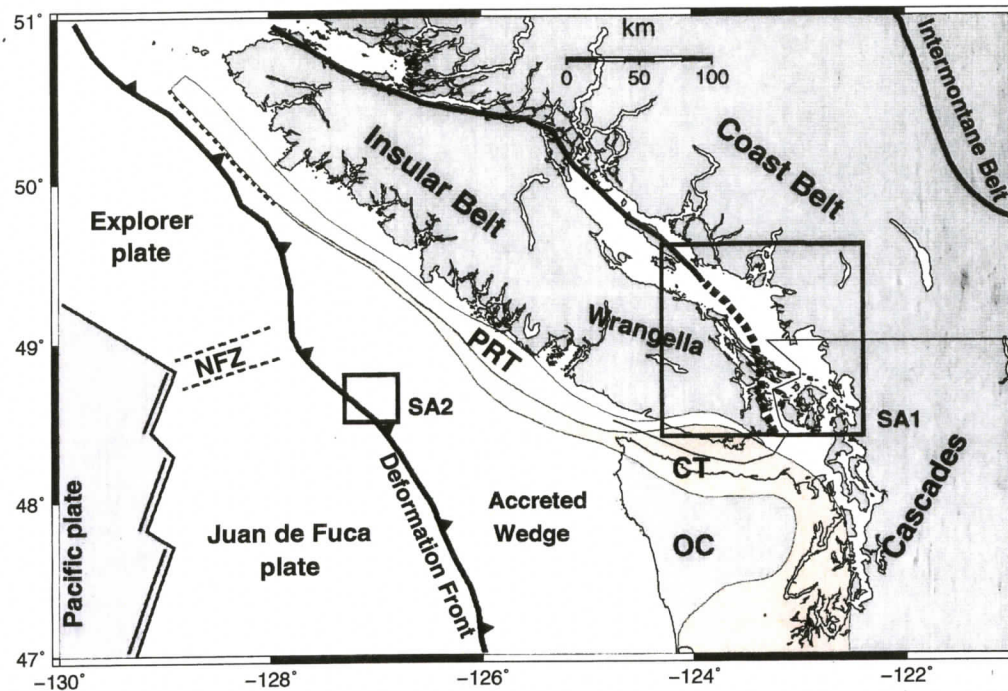 51°
50°
49°
48°
47°
-130°
-128°
-126°
-124°
-122°
km
0 50 100
Intermontane Belt
Coast Belt
Insular Belt
Explorer
plate
Wrangella
PRT
NFZ
SA2
SA1
CT
Cascades
Deformation Front
Accreted
Wedge
OC
Juan de Fuca
plate
Pacific plate